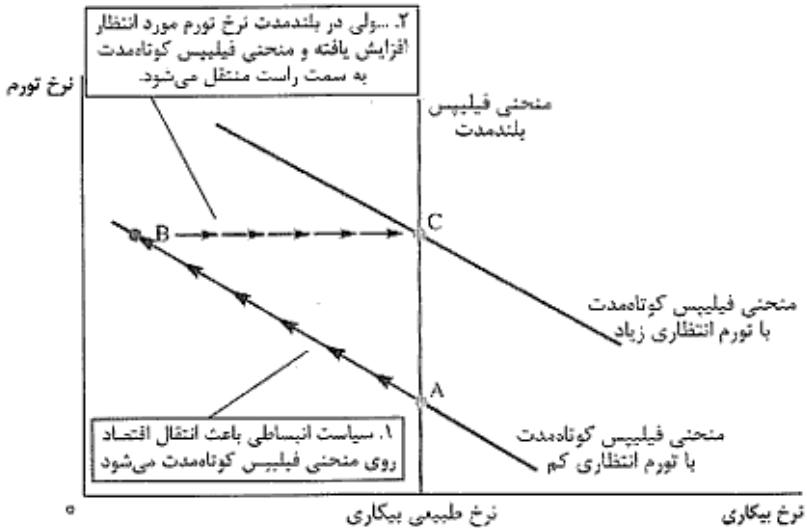 ۲. ...ولی در بلندمدت نرخ تورم مورد انتظار
افزایش یافته و منحنی فیلیپس کوتاه‌مدت
به سمت راست منتقل می‌شود.
نرخ تورم
منحنی فیلیپس
بلندمدت
B
C
منحنی فیلیپس کوتاه‌مدت
با تورم انتظاری زیاد
A
۱. سیاست انبساطی باعث انتقال اقتصاد
روی منحنی فیلیپس کوتاه‌مدت می‌شود
منحنی فیلیپس کوتاه‌مدت
با تورم انتظاری کم
۰
نرخ طبیعی بیکاری
نرخ بیکاری